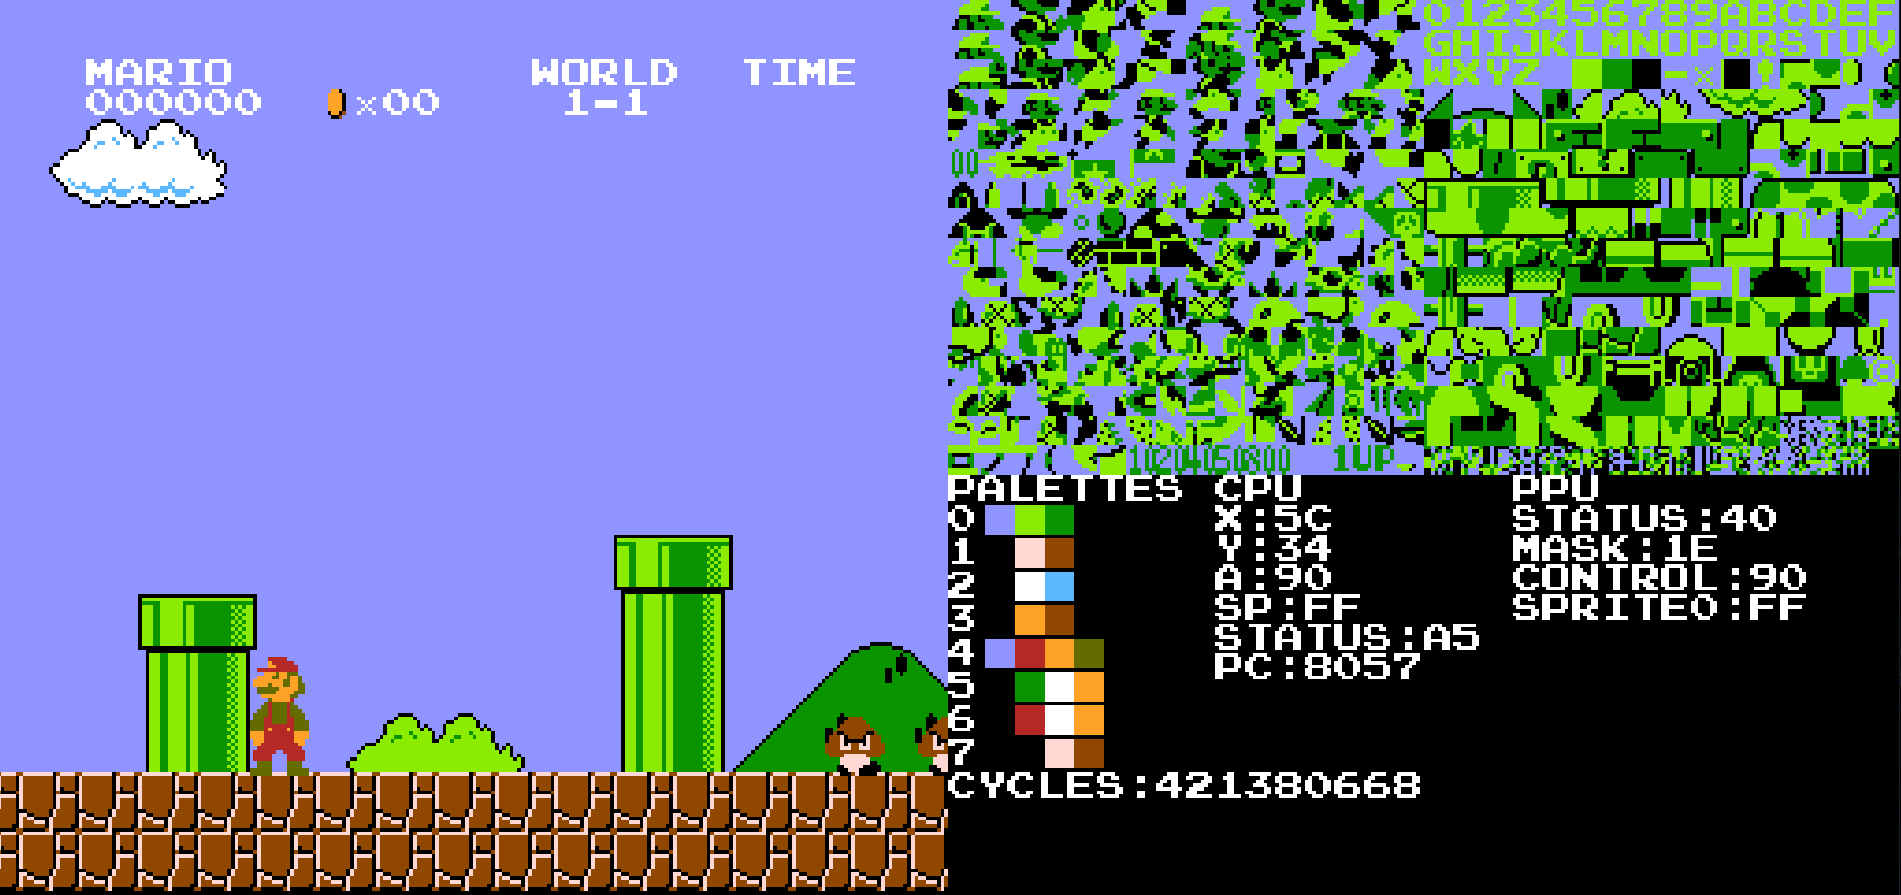 MARIO
000000
x00
WORLD
1-1
TIME
0123456789ABCDEF
GHIJKLMNOPQRSTUV
WXYZ
-×
1UP
PALETTES
0
1
2
3
4
5
6
7
CPU
X:5C
Y:34
A:90
SP:FF
STATUS:A5
PC:8057
PPU
STATUS:40
MASK:1E
CONTROL:90
SPRITE0:FF
CYCLES:421380668